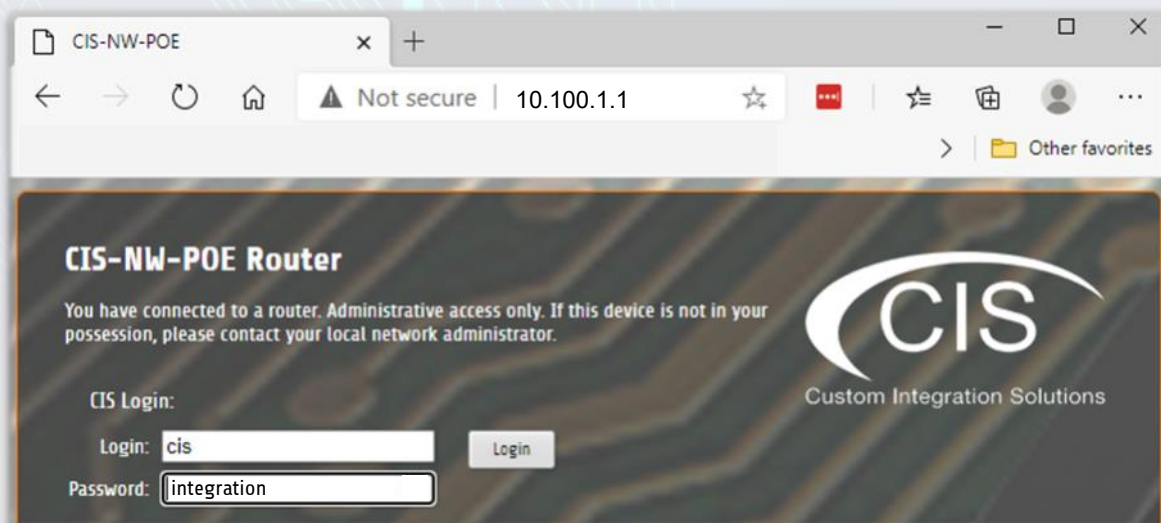 CIS-NW-POE
Not secure | 10.100.1.1
Other favorites
CIS-NW-POE Router
You have connected to a router. Administrative access only. If this device is not in your
possession, please contact your local network administrator.
CIS
Custom Integration Solutions
CIS Login:
Login: cis
Login
Password: integration